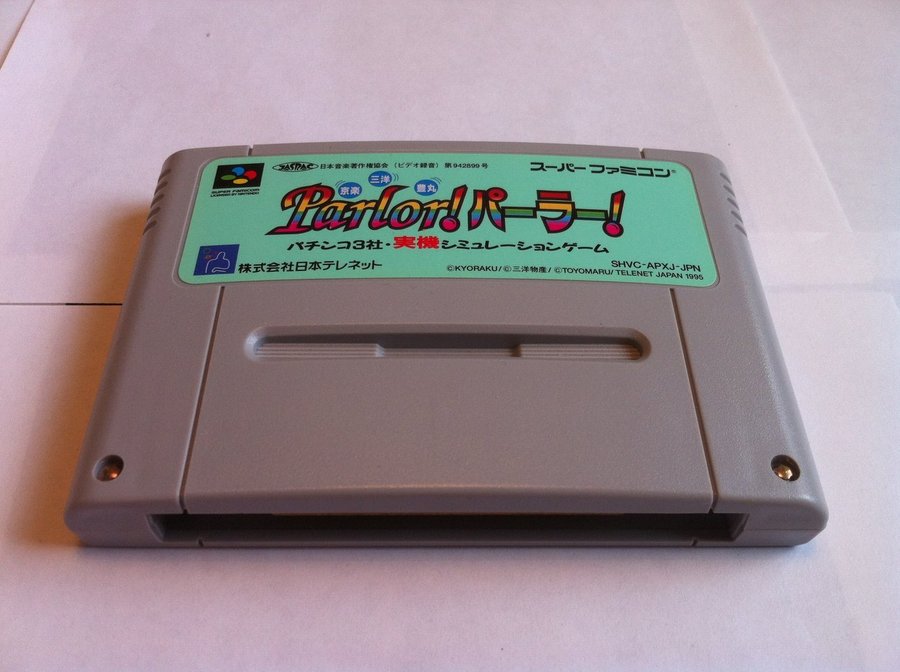 JASRAC 日本音楽著作権協会 (ビデオ録音) 第942899号
スーパーファミコン®
SUPER FAMICOM
LICENSED BY NINTENDO
京楽 三洋 豊丸
Parlor! パーラー!
パチンコ3社・実機シミュレーションゲーム
株式会社日本テレネット
SHVC-APXJ-JPN
©KYORAKU/©三洋物産/©TOYOMARU/TELENET JAPAN 1995